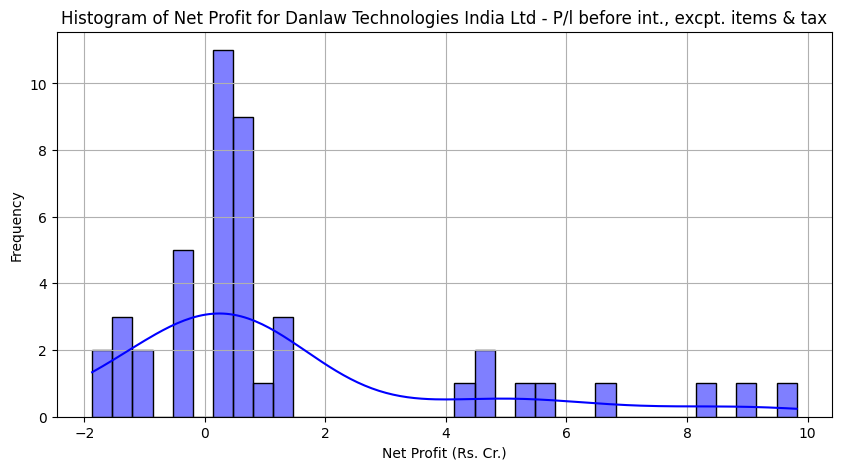 Histogram of Net Profit for Danlaw Technologies India Ltd - P/l before int., excpt. items & tax
10
8
6
4
2
0
Frequency
−2 0 2 4 6 8 10
Net Profit (Rs. Cr.)